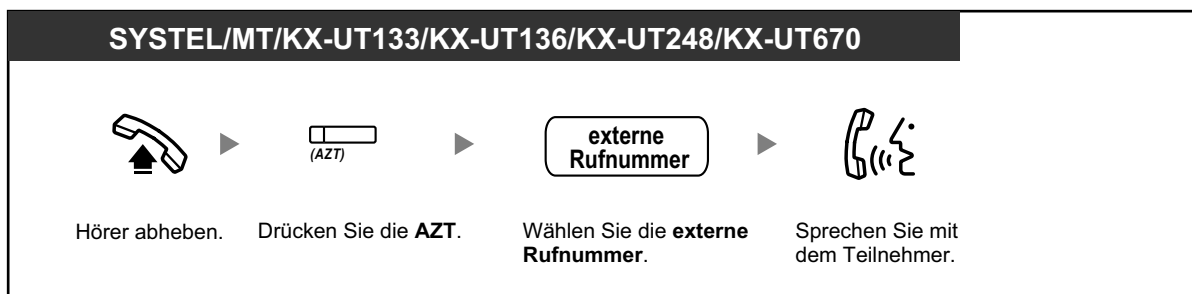 SYSTEL/MT/KX-UT133/KX-UT136/KX-UT248/KX-UT670
(AZT)
externe
Rufnummer
Hörer abheben.
Drücken Sie die AZT.
Wählen Sie die externe
Rufnummer.
Sprechen Sie mit
dem Teilnehmer.